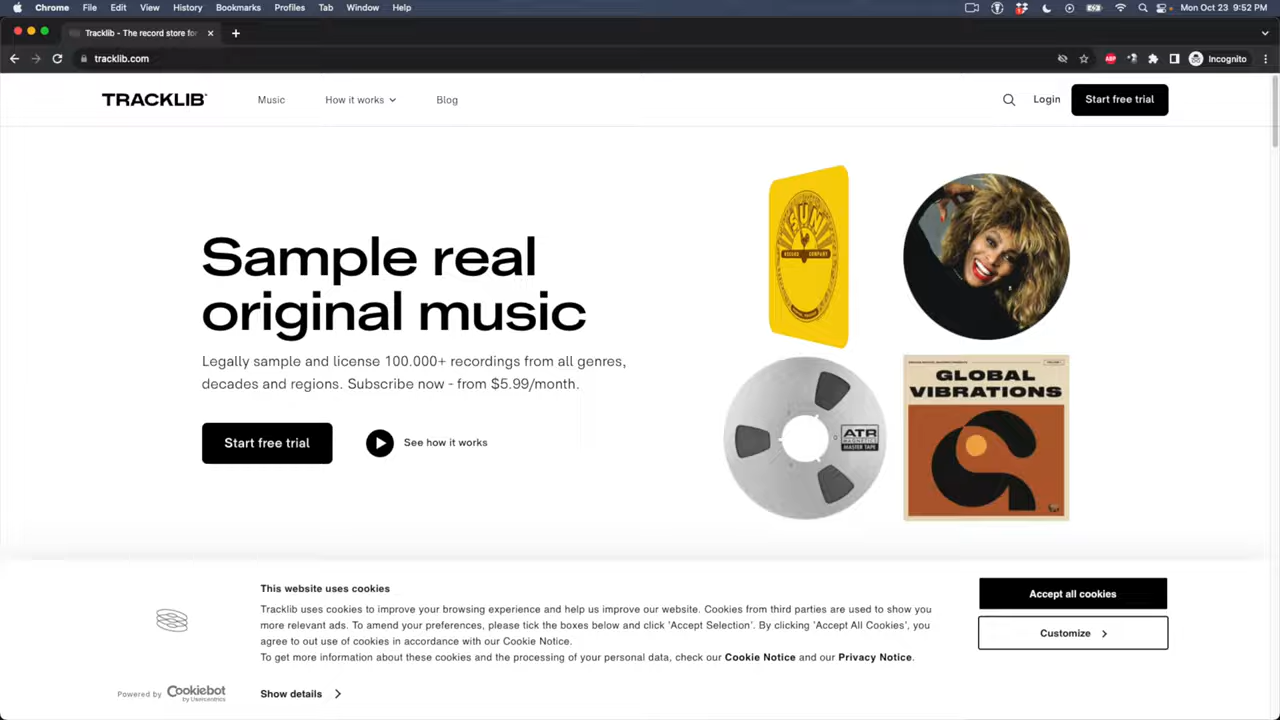 Chrome File Edit View History Bookmarks Profiles Tab Window Help Mon Oct 23 9:52 PM
Tracklib - The record store for
tracklib.com ABP Incognito
TRACKLIB Music How it works Blog Login Start free trial
Sample real
original music
Legally sample and license 100.000+ recordings from all genres,
decades and regions. Subscribe now - from $5.99/month.
Start free trial See how it works
SUN
RECORD COMPANY
ATR
MAGNETICS
MASTER TAPE
GLOBAL
VIBRATIONS
This website uses cookies
Tracklib uses cookies to improve your browsing experience and help us improve our website. Cookies from third parties are used to show you
more relevant ads. To amend your preferences, please tick the boxes below and click 'Accept Selection'. By clicking 'Accept All Cookies', you
agree to out use of cookies in accordance with our Cookie Notice.
To get more information about these cookies and the processing of your personal data, check our Cookie Notice and our Privacy Notice.
Accept all cookies
Customize
Powered by Cookiebot
by Usercentrics
Show details